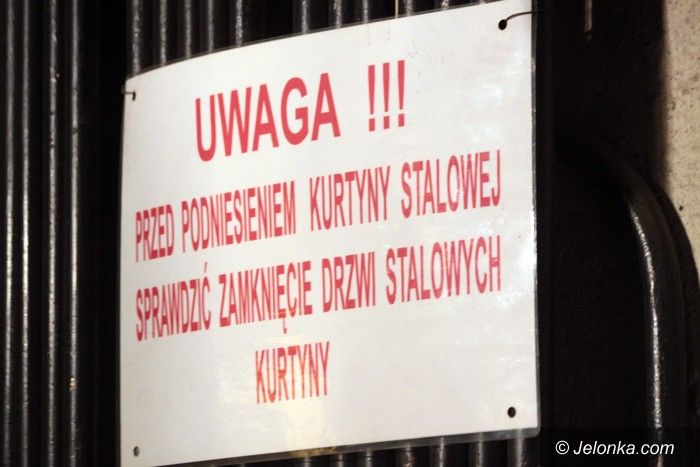 UWAGA !!!
PRZED PODNIESIENIEM KURTYNY STALOWEJ
SPRAWDZIĆ ZAMKNIĘCIE DRZWI STALOWYCH
KURTYNY
© Jelonka.com